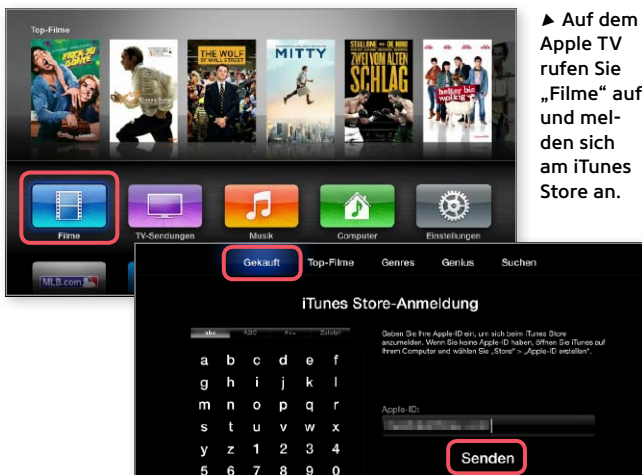 Top-Filme
THE WOLF
OF WALL STREET
MITTY
STALLONE DE NIRO
ZWEI VOM ALTEN
SCHLAG
heiter bis
wolkig
Filme
TV-Sendungen
Musik
Computer
Einstellungen
MLB.com
▶ Auf dem
Apple TV
rufen Sie
„Filme“ auf
und mel-
den sich
am iTunes
Store an.
Gekauft Top-Filme Genres Genius Suchen
iTunes Store-Anmeldung
abc ABC Zuletzt
a b c d e f
g h i j k l
m n o p q r
s t u v w x
y z 1 2 3 4
5 6 7 8 9 0
Geben Sie Ihre Apple-ID ein, um sich beim iTunes Store
anzumelden. Wenn Sie keine Apple-ID haben, öffnen Sie iTunes auf
Ihrem Computer und wählen Sie „Store“ > „Apple-ID erstellen“.
Apple-ID:
Senden